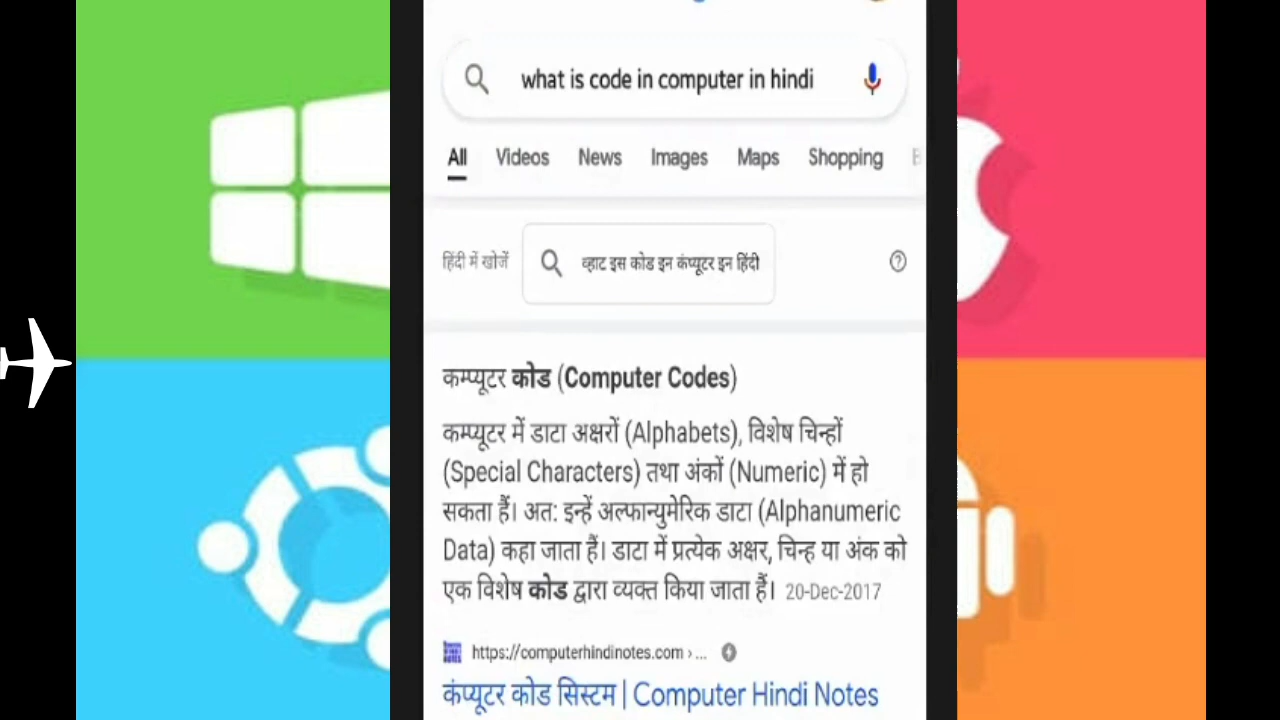 what is code in computer in hindi
All Videos News Images Maps Shopping
हिंदी में खोजें व्हाट इस कोड इन कंप्यूटर इन हिंदी
कम्प्यूटर कोड (Computer Codes)
कम्प्यूटर में डाटा अक्षरों (Alphabets), विशेष चिन्हों
(Special Characters) तथा अंकों (Numeric) में हो
सकता हैं। अत: इन्हें अल्फान्युमेरिक डाटा (Alphanumeric
Data) कहा जाता हैं। डाटा में प्रत्येक अक्षर, चिन्ह या अंक को
एक विशेष कोड द्वारा व्यक्त किया जाता हैं। 20-Dec-2017
https://computerhindinotes.com › ...
कंप्यूटर कोड सिस्टम | Computer Hindi Notes